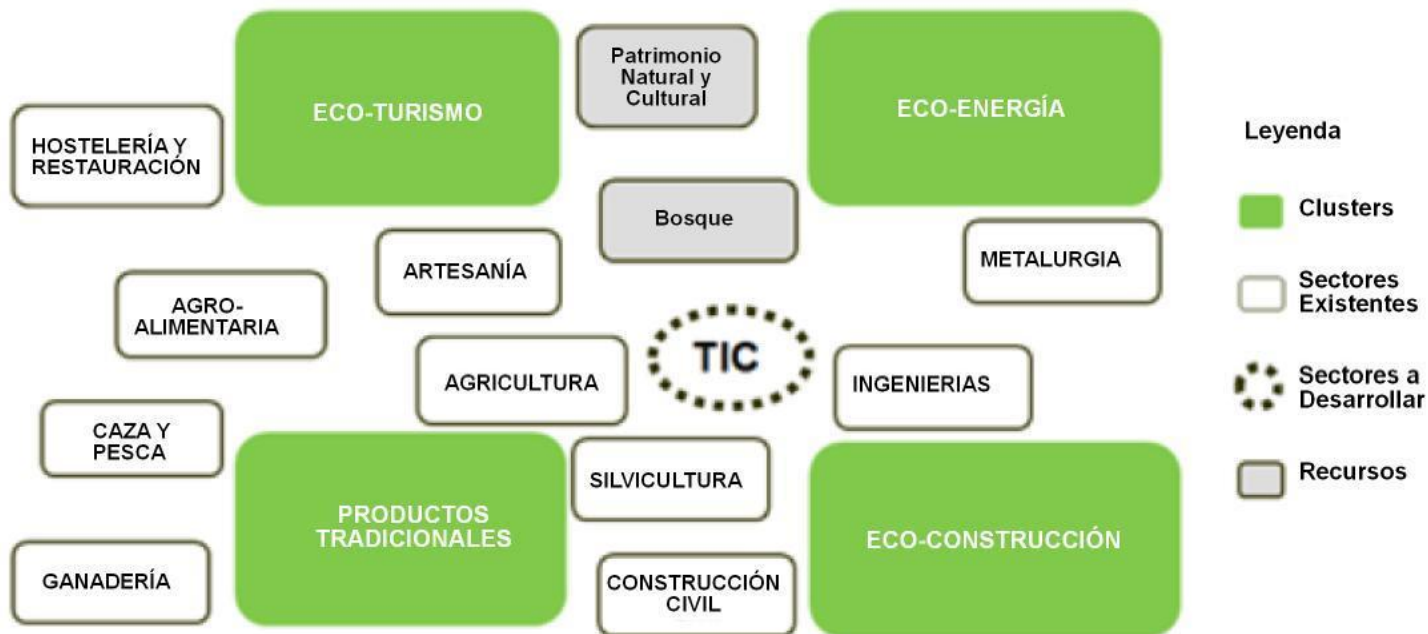 ECO-TURISMO
Patrimonio
Natural y
Cultural
ECO-ENERGÍA
HOSTELERÍA Y
RESTAURACIÓN
Bosque
ARTESANÍA
METALURGIA
AGRO-
ALIMENTARIA
TIC
AGRICULTURA
INGENIERIAS
CAZA Y
PESCA
SILVICULTURA
PRODUCTOS
TRADICIONALES
ECO-CONSTRUCCIÓN
GANADERÍA
CONSTRUCCIÓN
CIVIL
Leyenda
Clusters
Sectores
Existentes
Sectores a
Desarrollar
Recursos